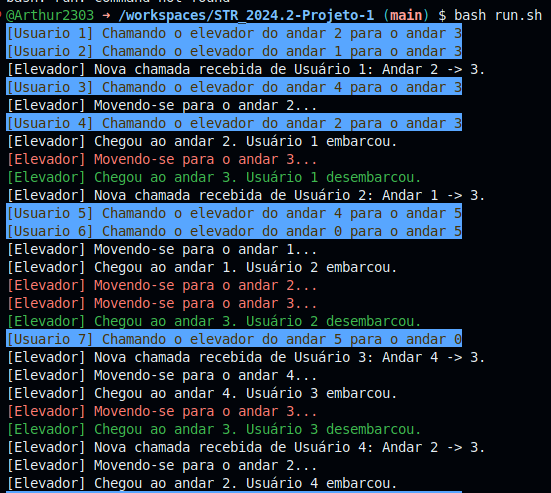 bash: run: command not found
@Arthur2303 ➜ /workspaces/STR_2024.2-Projeto-1 (main) $ bash run.sh
[Usuario 1] Chamando o elevador do andar 2 para o andar 3
[Usuario 2] Chamando o elevador do andar 1 para o andar 3
[Elevador] Nova chamada recebida de Usuário 1: Andar 2 -> 3.
[Usuario 3] Chamando o elevador do andar 4 para o andar 3
[Elevador] Movendo-se para o andar 2...
[Usuario 4] Chamando o elevador do andar 2 para o andar 3
[Elevador] Chegou ao andar 2. Usuário 1 embarcou.
[Elevador] Movendo-se para o andar 3...
[Elevador] Chegou ao andar 3. Usuário 1 desembarcou.
[Elevador] Nova chamada recebida de Usuário 2: Andar 1 -> 3.
[Usuario 5] Chamando o elevador do andar 4 para o andar 5
[Usuario 6] Chamando o elevador do andar 0 para o andar 5
[Elevador] Movendo-se para o andar 1...
[Elevador] Chegou ao andar 1. Usuário 2 embarcou.
[Elevador] Movendo-se para o andar 2...
[Elevador] Movendo-se para o andar 3...
[Elevador] Chegou ao andar 3. Usuário 2 desembarcou.
[Usuario 7] Chamando o elevador do andar 5 para o andar 0
[Elevador] Nova chamada recebida de Usuário 3: Andar 4 -> 3.
[Elevador] Movendo-se para o andar 4...
[Elevador] Chegou ao andar 4. Usuário 3 embarcou.
[Elevador] Movendo-se para o andar 3...
[Elevador] Chegou ao andar 3. Usuário 3 desembarcou.
[Elevador] Nova chamada recebida de Usuário 4: Andar 2 -> 3.
[Elevador] Movendo-se para o andar 2...
[Elevador] Chegou ao andar 2. Usuário 4 embarcou.